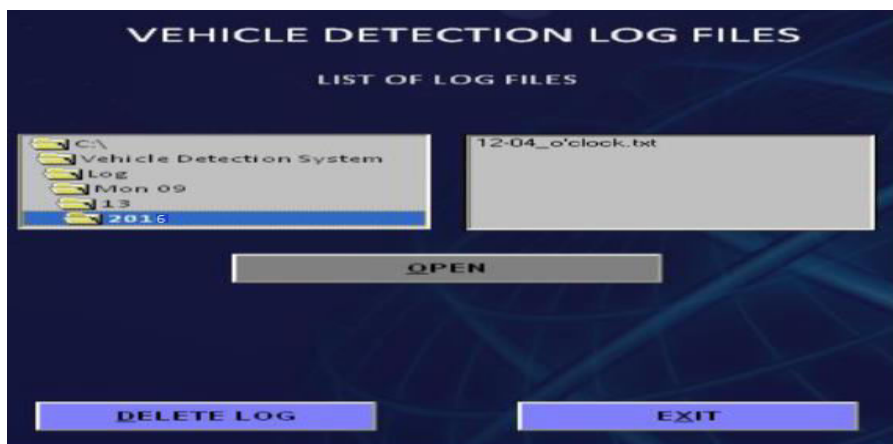 VEHICLE DETECTION LOG FILES
LIST OF LOG FILES
C:\
Vehicle Detection System
Log
Mon 09
13
2016
12-04_o'clock.txt
OPEN
DELETE LOG
EXIT